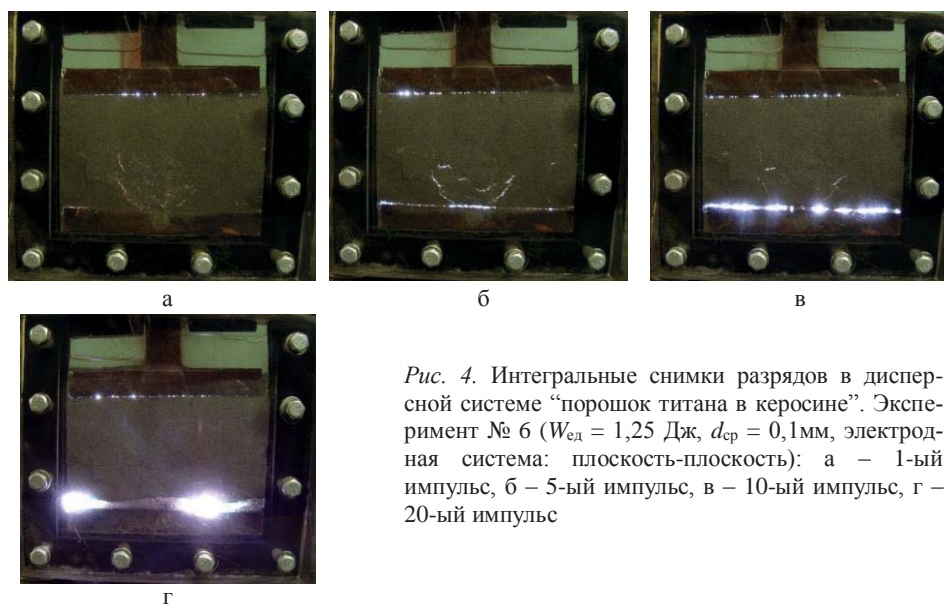 а
б
в
г
Рис. 4. Интегральные снимки разрядов в диспер-
сной системе “порошок титана в керосине”. Экспе-
римент № 6 (Wед = 1,25 Дж, dср = 0,1мм, электрод-
ная система: плоскость-плоскость): а – 1-ый
импульс, б – 5-ый импульс, в – 10-ый импульс, г –
20-ый импульс